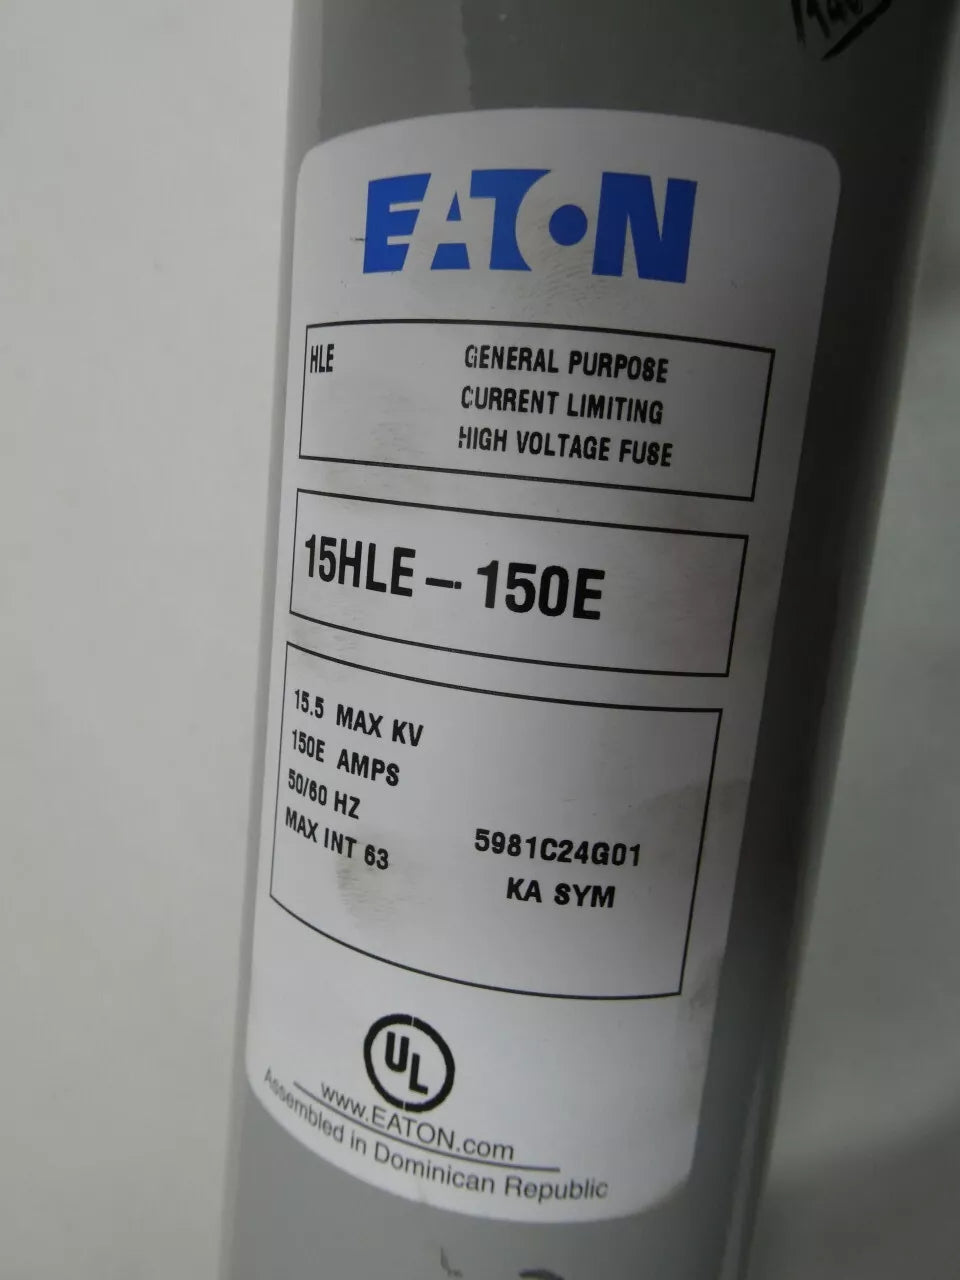 EATON
HLE
GENERAL PURPOSE
CURRENT LIMITING
HIGH VOLTAGE FUSE
15HLE - 150E
15.5 MAX KV
150E AMPS
50/60 HZ
MAX INT 63
5981C24G01
KA SYM
UL
www.EATON.com
Assembled in Dominican Republic